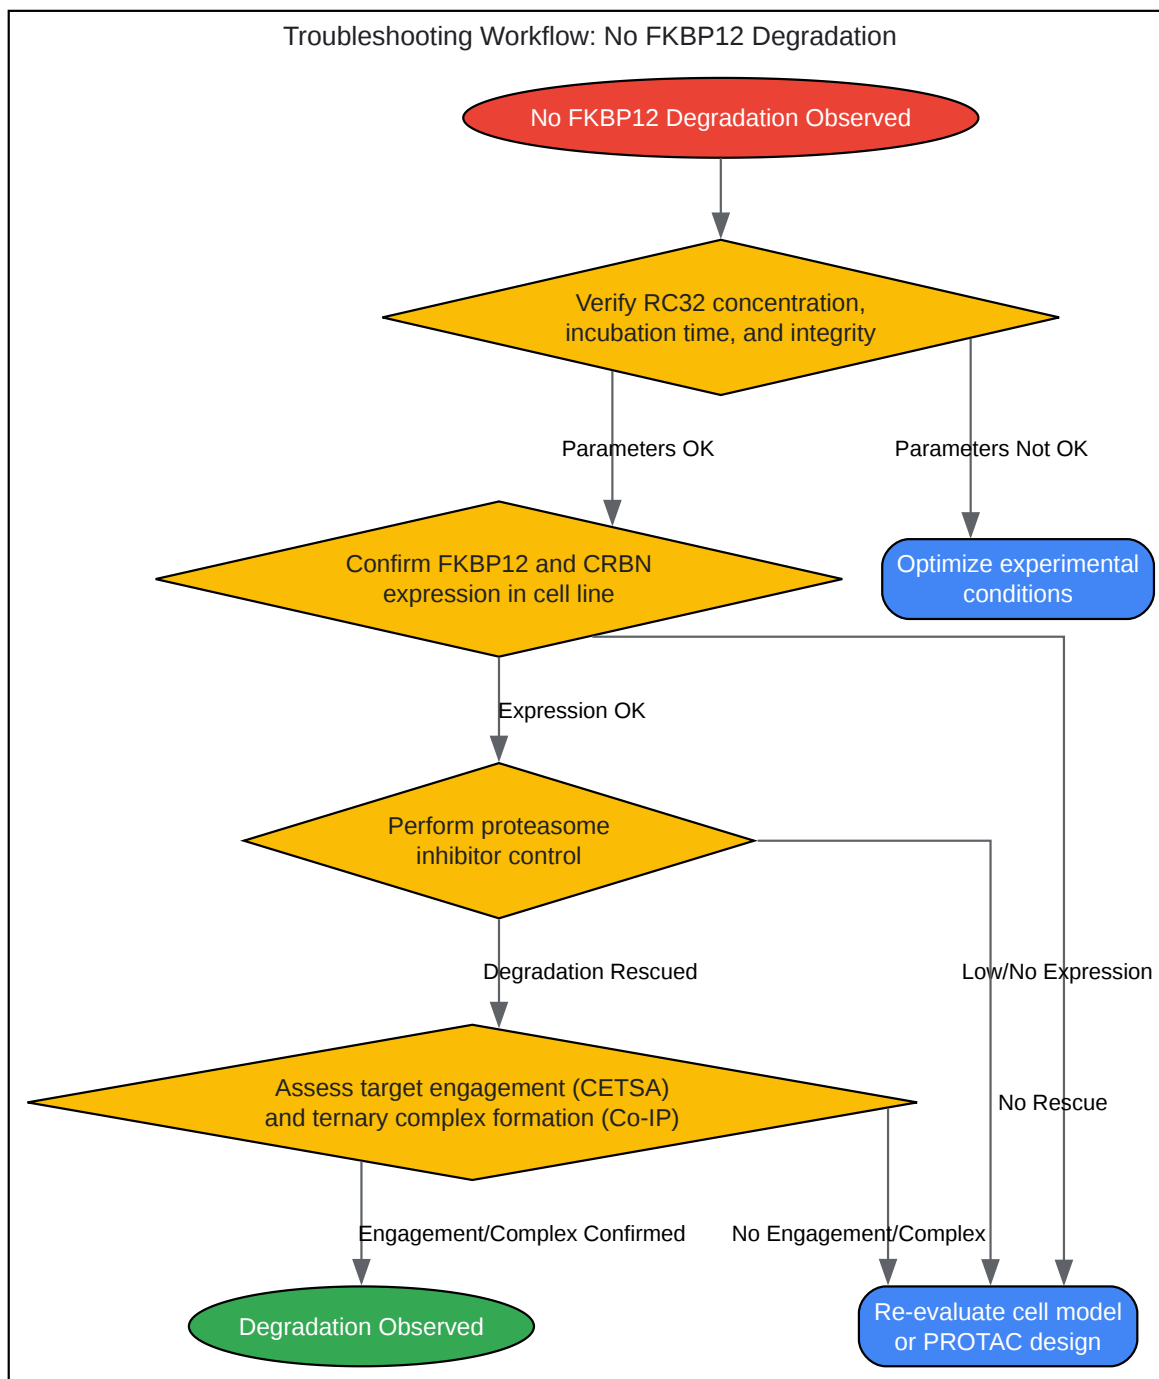 Troubleshooting Workflow: No FKBP12 Degradation
No FKBP12 Degradation Observed
Verify RC32 concentration,
incubation time, and integrity
Parameters OK
Parameters Not OK
Confirm FKBP12 and CRBN
expression in cell line
Optimize experimental
conditions
Expression OK
Perform proteasome
inhibitor control
Degradation Rescued
Low/No Expression
Assess target engagement (CETSA)
and ternary complex formation (Co-IP)
No Rescue
Engagement/Complex Confirmed
No Engagement/Complex
Degradation Observed
Re-evaluate cell model
or PROTAC design